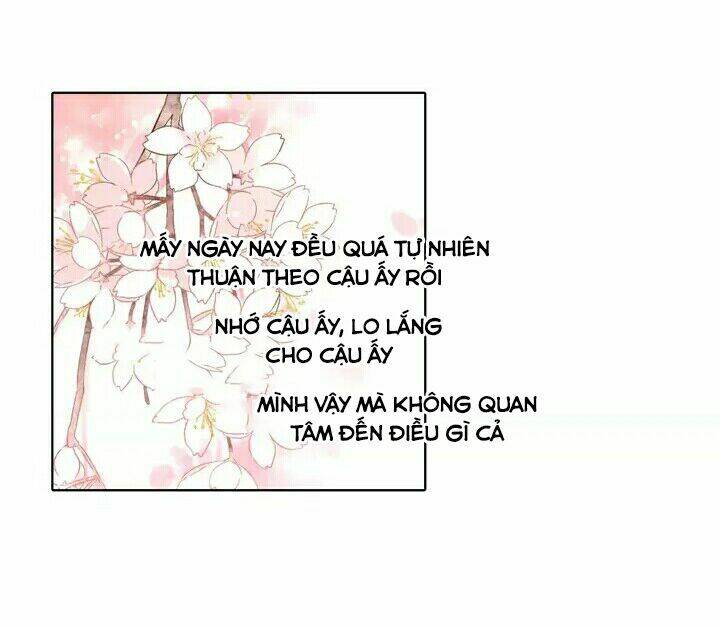 MẤY NGÀY NAY ĐỀU QUÁ TỰ NHIÊN
THUẬN THEO CẬU ẤY RỒI
NHỚ CẬU ẤY, LO LẮNG
CHO CẬU ẤY
MÌNH VẬY MÀ KHÔNG QUAN
TÂM ĐẾN ĐIỀU GÌ CẢ